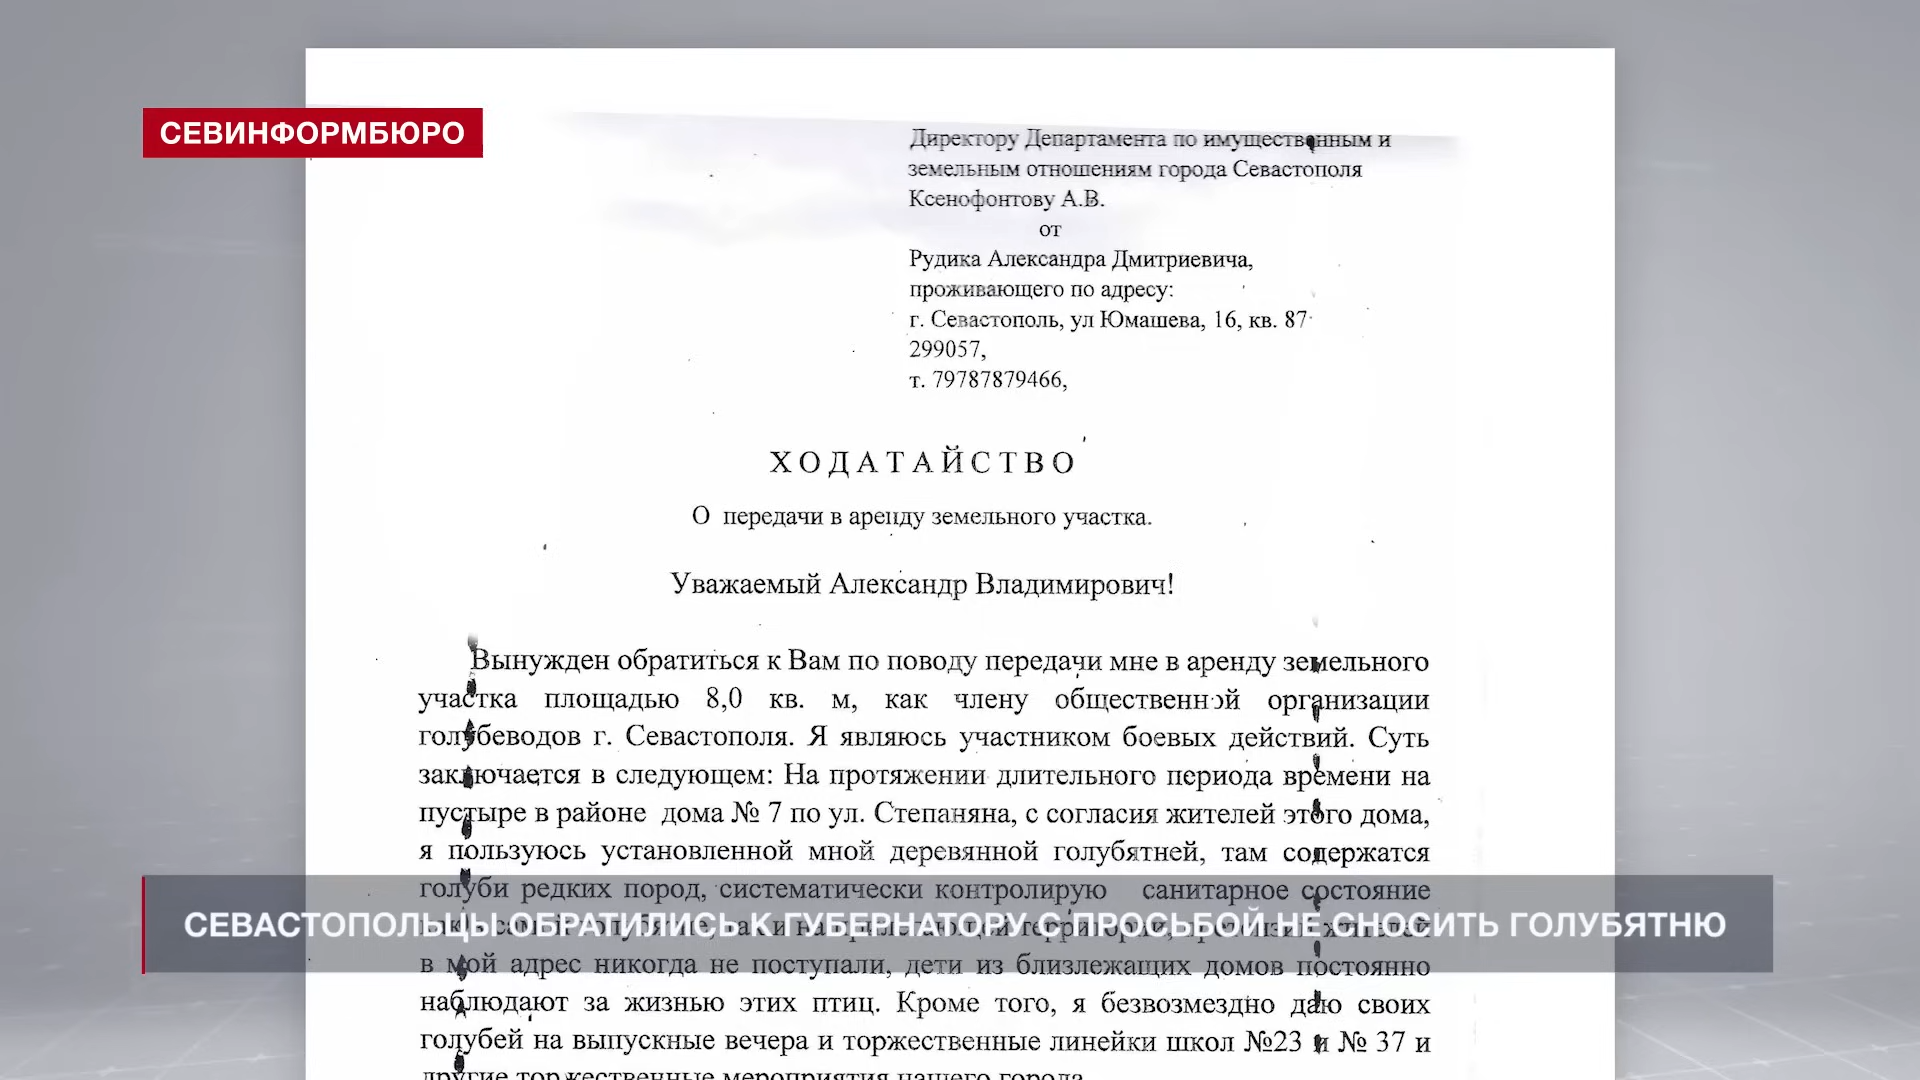 СЕВИНФОРМБЮРО
Директору Департамента по имущественным и
земельным отношениям города Севастополя
Ксенофонтову А.В.
от
Рудика Александра Дмитриевича,
проживающего по адресу:
г. Севастополь, ул Юмашева, 16, кв. 87
299057,
т. 79787879466,
ХОДАТАЙСТВО
О передачи в аренду земельного участка.
Уважаемый Александр Владимирович!
Вынужден обратиться к Вам по поводу передачи мне в аренду земельного
участка площадью 8,0 кв. м, как члену общественной организации
голубеводов г. Севастополя. Я являюсь участником боевых действий. Суть
заключается в следующем: На протяжении длительного периода времени на
пустыре в районе дома № 7 по ул. Степаняна, с согласия жителей этого дома,
я пользуюсь установленной мной деревянной голубятней, там содержатся
голуби редких пород, систематически контролирую санитарное состояние
СЕВАСТОПОЛЬЦЫ ОБРАТИЛИСЬ К ГУБЕРНАТОРУ С ПРОСЬБОЙ НЕ СНОСИТЬ ГОЛУБЯТНЮ
в мой адрес никогда не поступали, дети из близлежащих домов постоянно
наблюдают за жизнью этих птиц. Кроме того, я безвозмездно даю своих
голубей на выпускные вечера и торжественные линейки школ №23 и № 37 и
другие торжественные мероприятия нашего города.